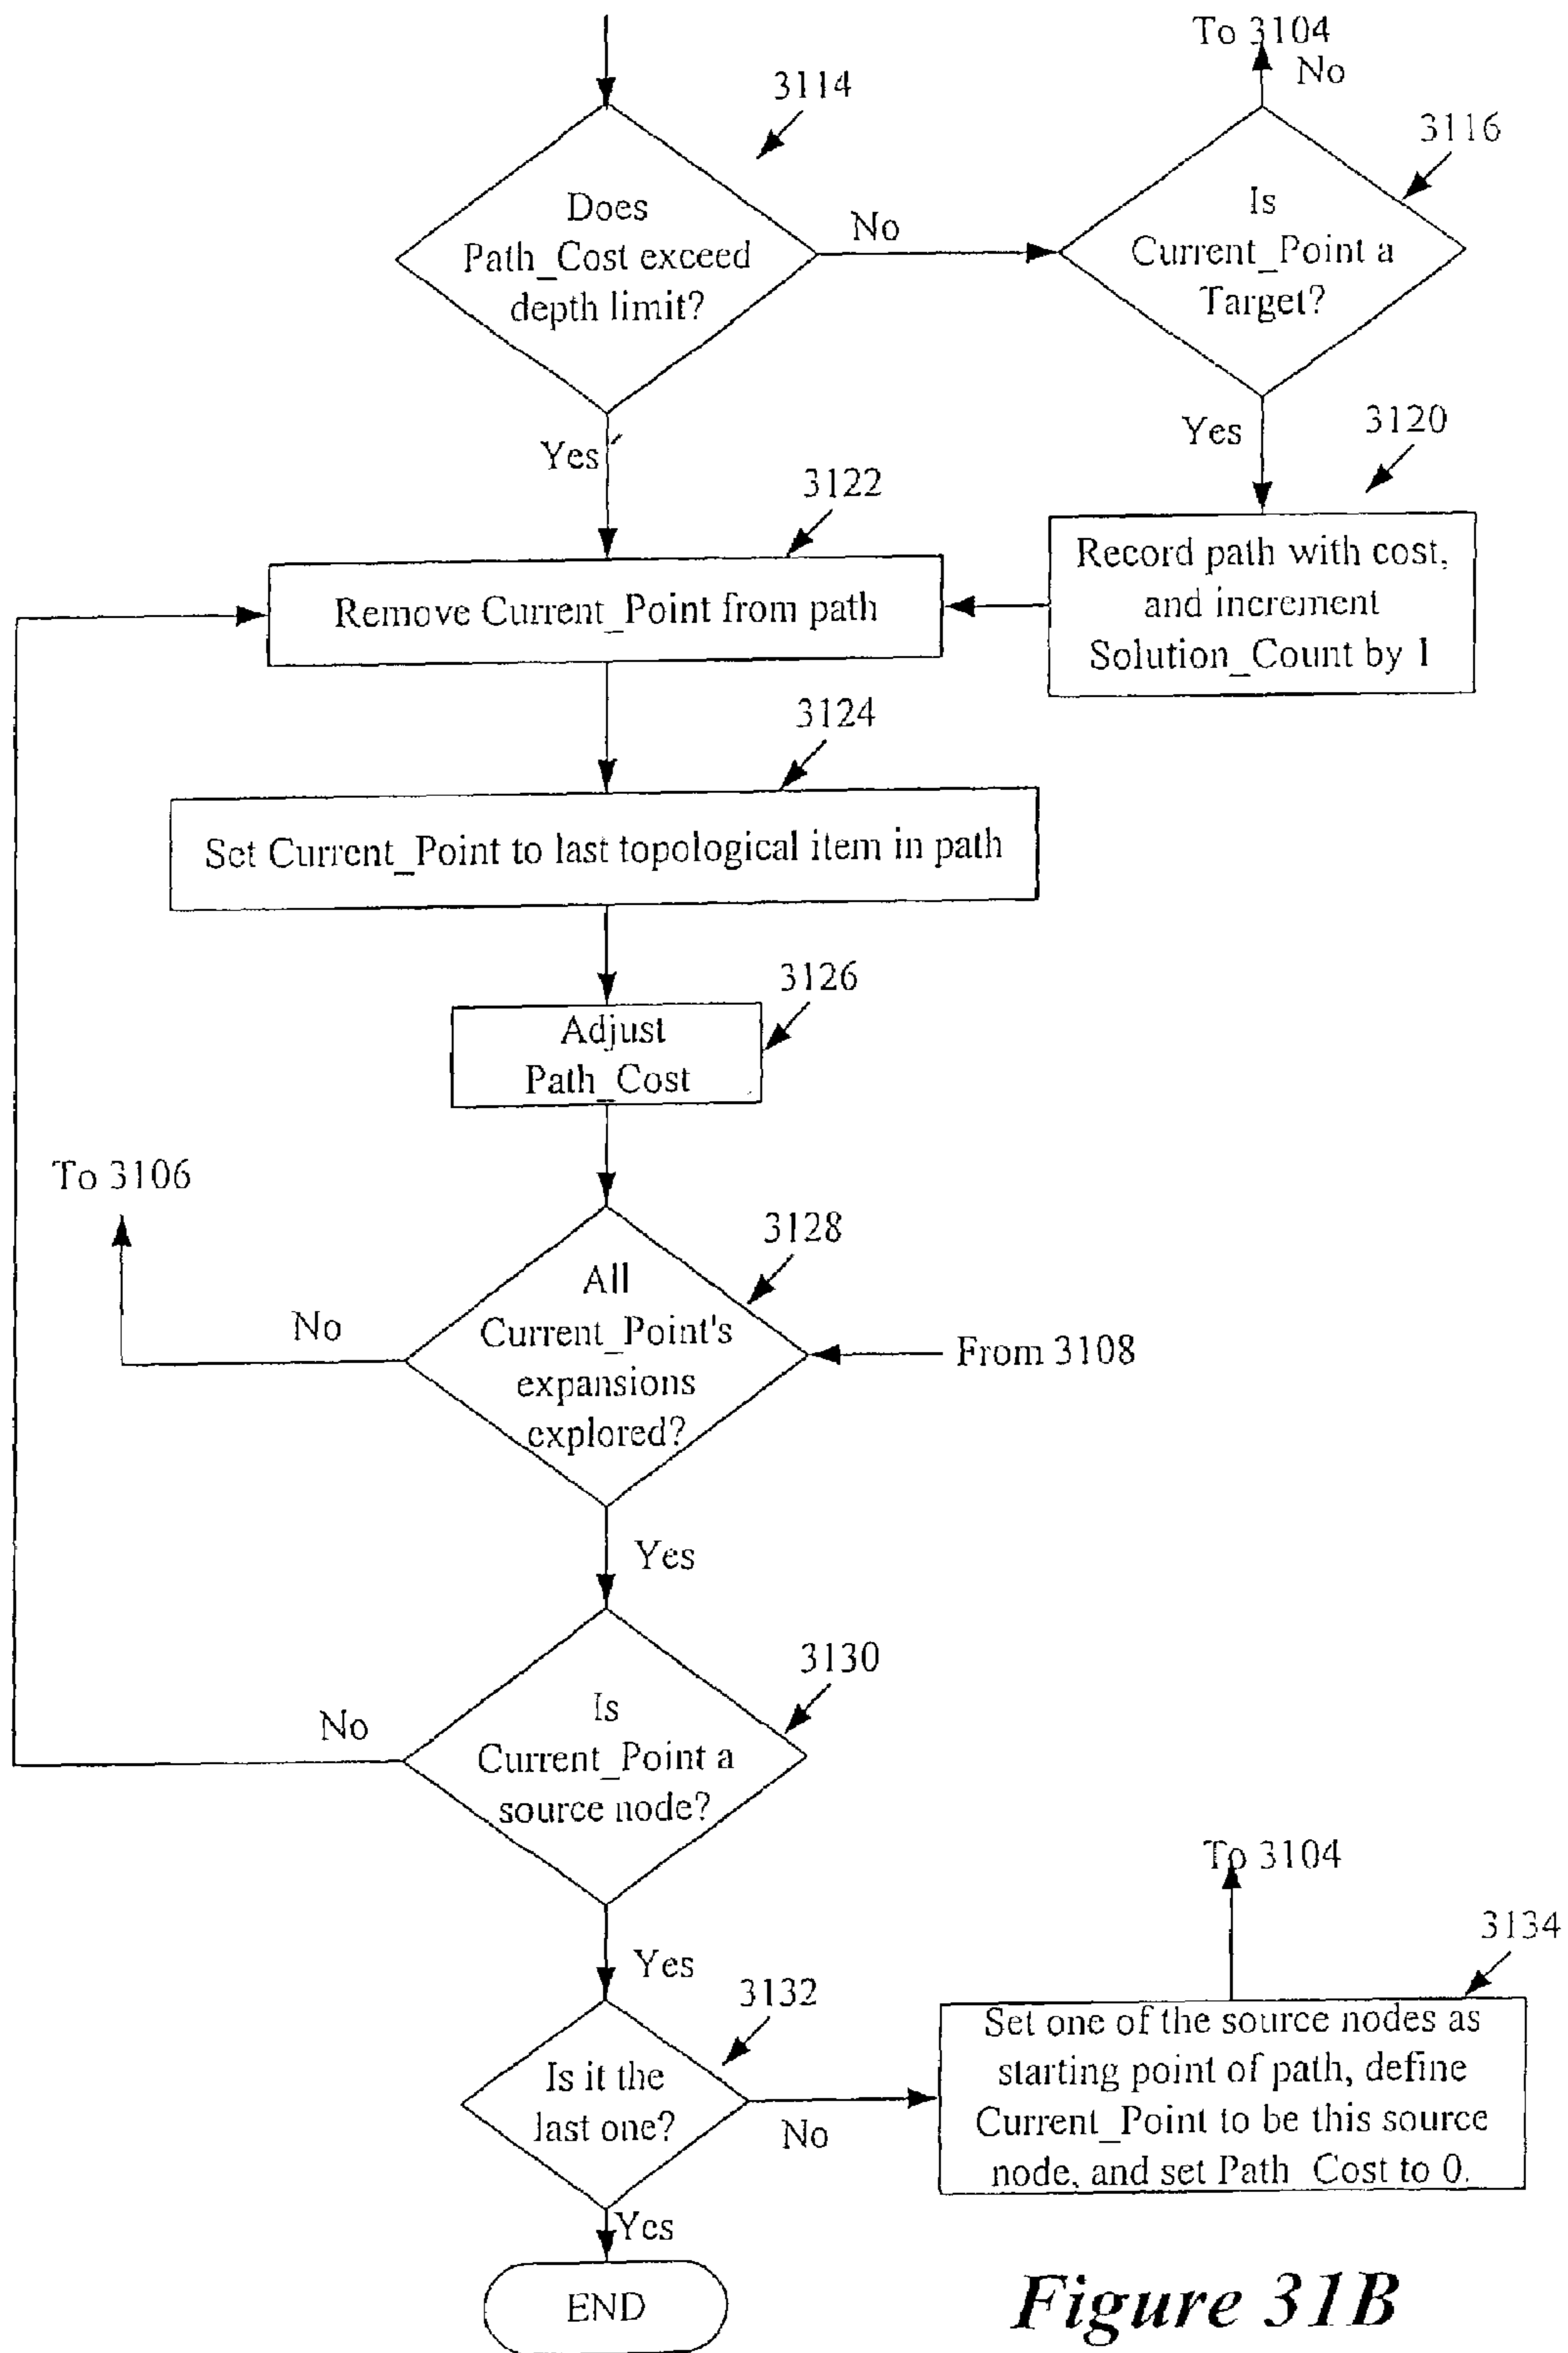 To 3104
No
3114
3116
Does
Path_Cost exceed
depth limit?
No
Is
Current_Point a
Target?
Yes
Yes
3120
3122
Remove Current_Point from path
Record path with cost,
and increment
Solution_Count by 1
3124
Set Current_Point to last topological item in path
3126
Adjust
Path_Cost
To 3106
3128
All
Current_Point's
expansions
explored?
No
From 3108
Yes
3130
Is
Current_Point a
source node?
No
To 3104
3134
Yes
3132
Is it the
last one?
No
Set one of the source nodes as
starting point of path, define
Current_Point to be this source
node, and set Path_Cost to 0.
Yes
END
Figure 31B